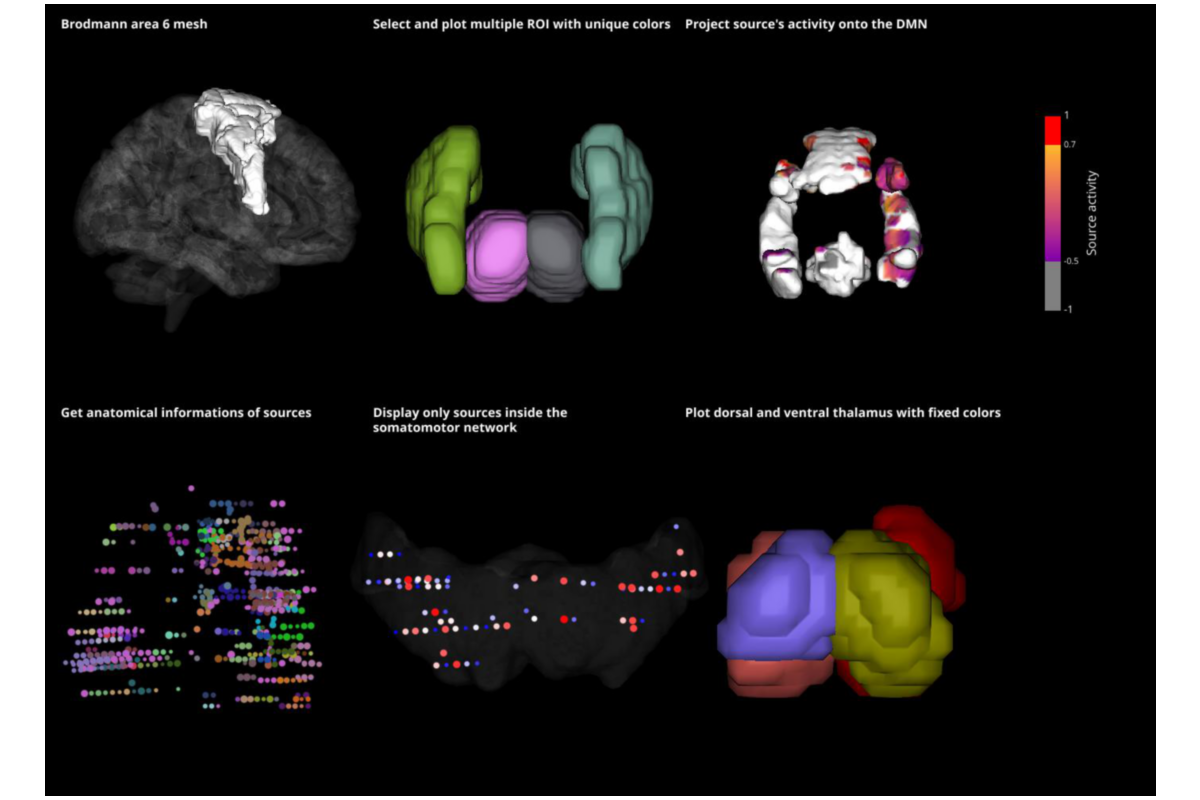 Brodmann area 6 mesh
Select and plot multiple ROI with unique colors
Project source's activity onto the DMN
1
0.7
Source activity
-0.5
-1
Get anatomical informations of sources
Display only sources inside the
somatomotor network
Plot dorsal and ventral thalamus with fixed colors